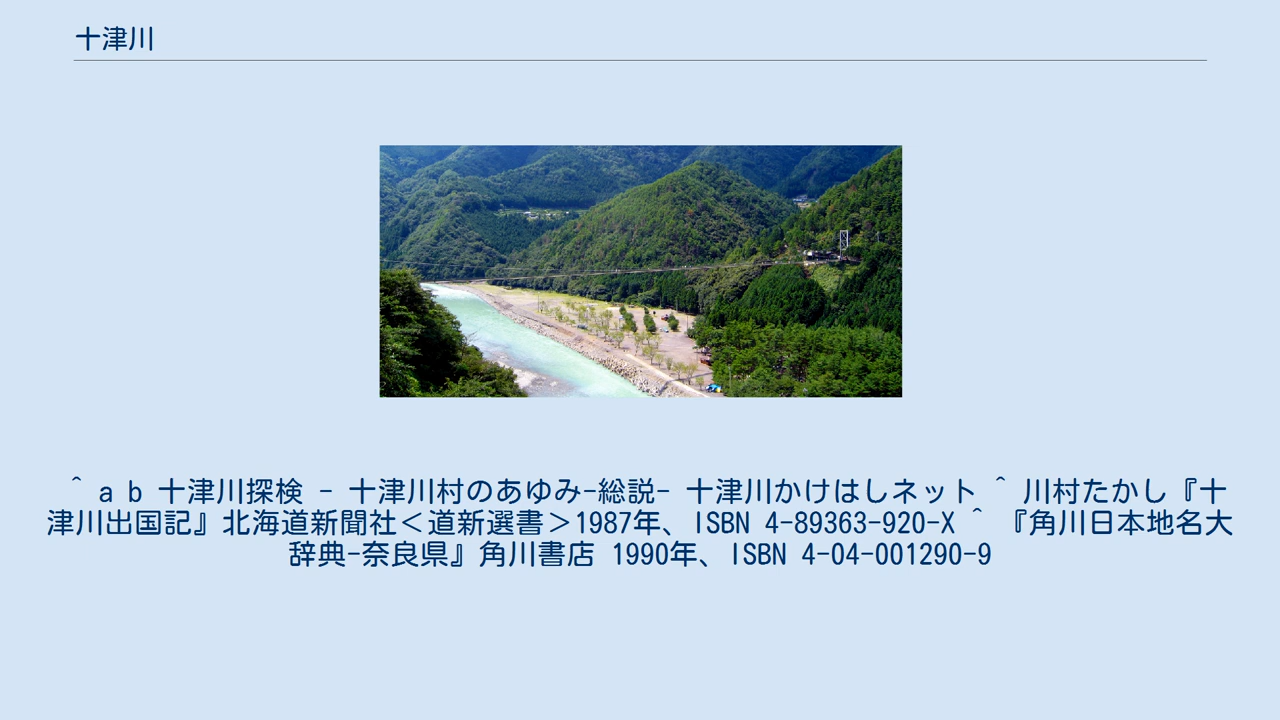 十津川
^ a b 十津川探検 - 十津川村のあゆみ-総説- 十津川かけはしネット ^ 川村たかし『十
津川出国記』北海道新聞社＜道新選書＞1987年、ISBN 4-89363-920-X ^ 『角川日本地名大
辞典-奈良県』角川書店 1990年、ISBN 4-04-001290-9